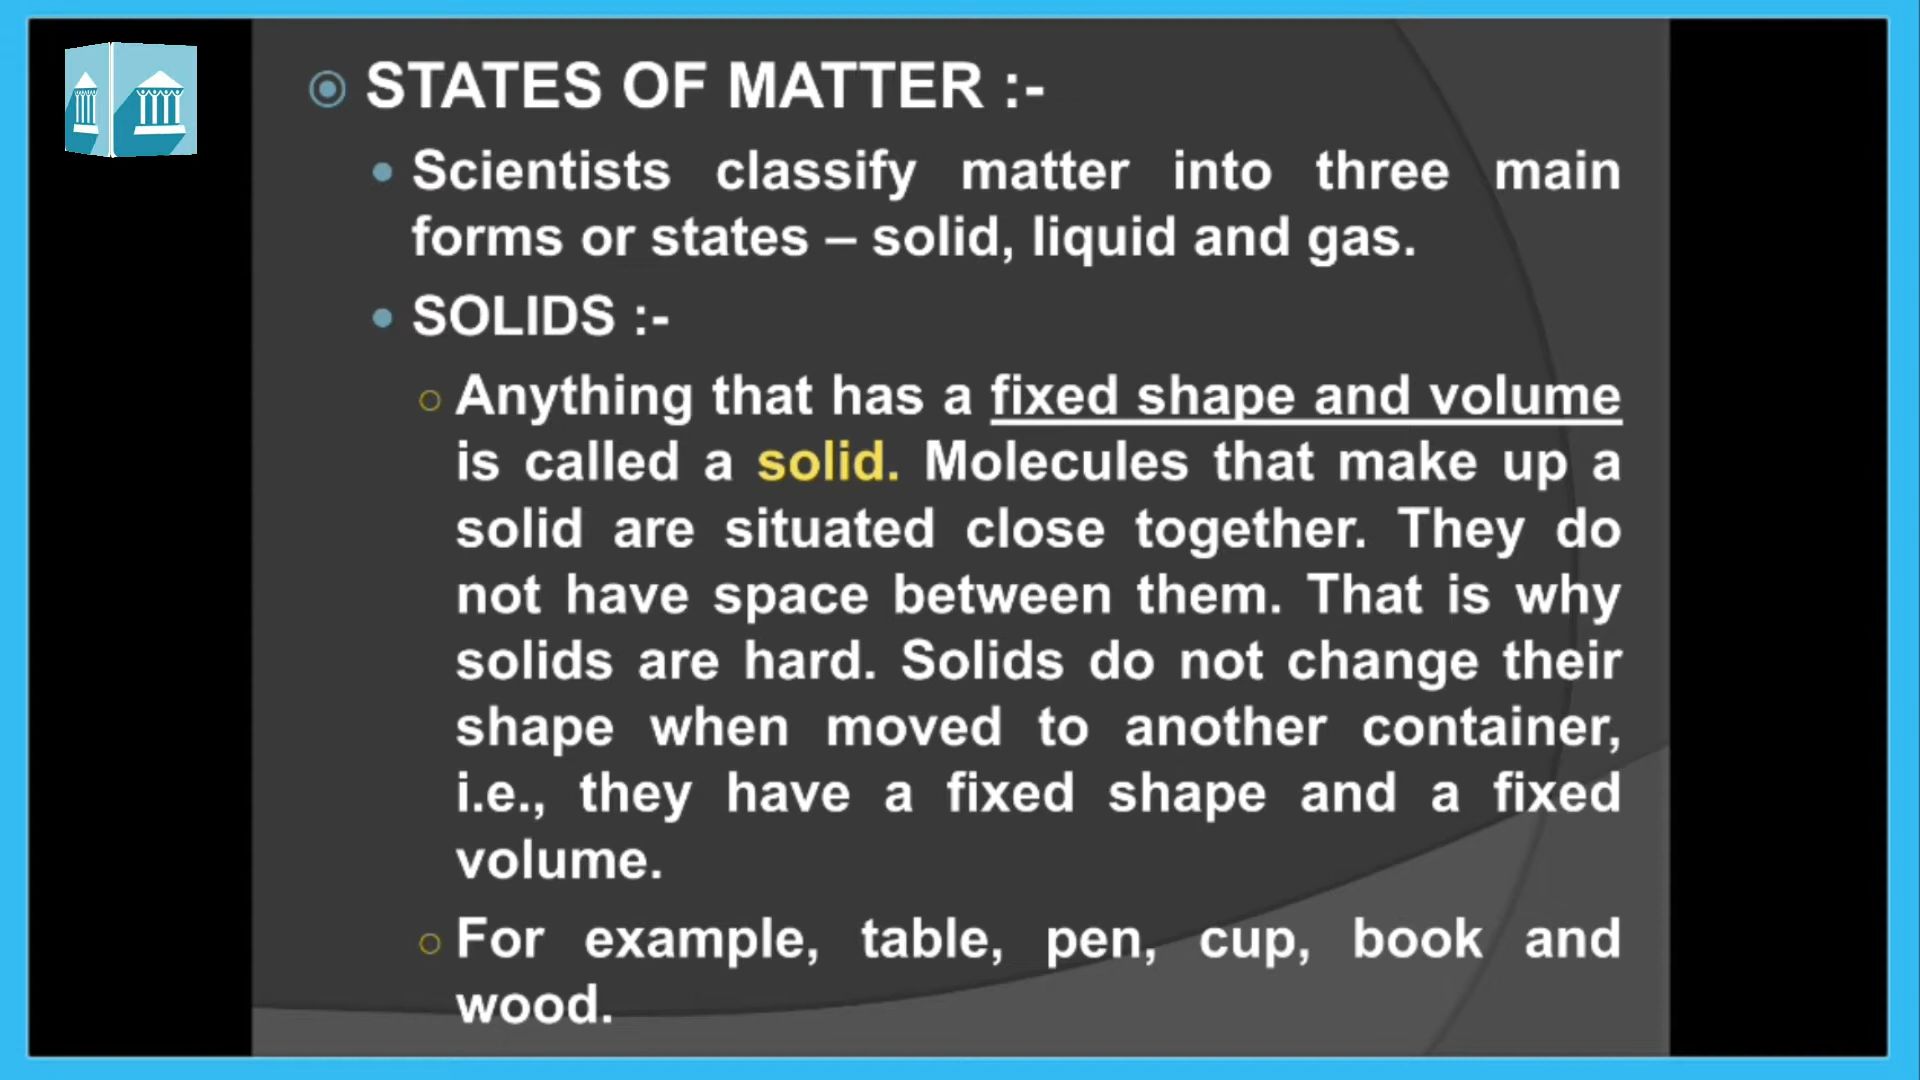 STATES OF MATTER :-
Scientists classify matter into three main
forms or states – solid, liquid and gas.
SOLIDS :-
Anything that has a fixed shape and volume
is called a solid. Molecules that make up a
solid are situated close together. They do
not have space between them. That is why
solids are hard. Solids do not change their
shape when moved to another container,
i.e., they have a fixed shape and a fixed
volume.
For example, table, pen, cup, book and
wood.